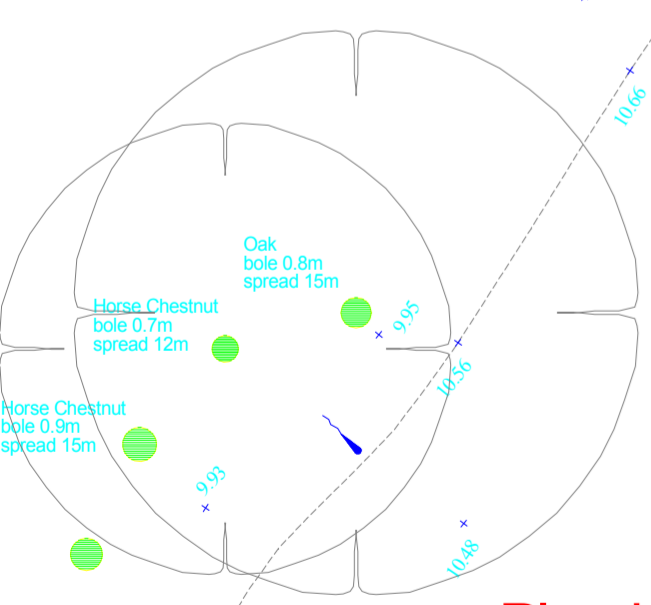 10.66
Oak
bole 0.8m
spread 15m
9.95
Horse Chestnut
bole 0.7m
spread 12m
10.56
Horse Chestnut
bole 0.9m
spread 15m
9.93
10.48